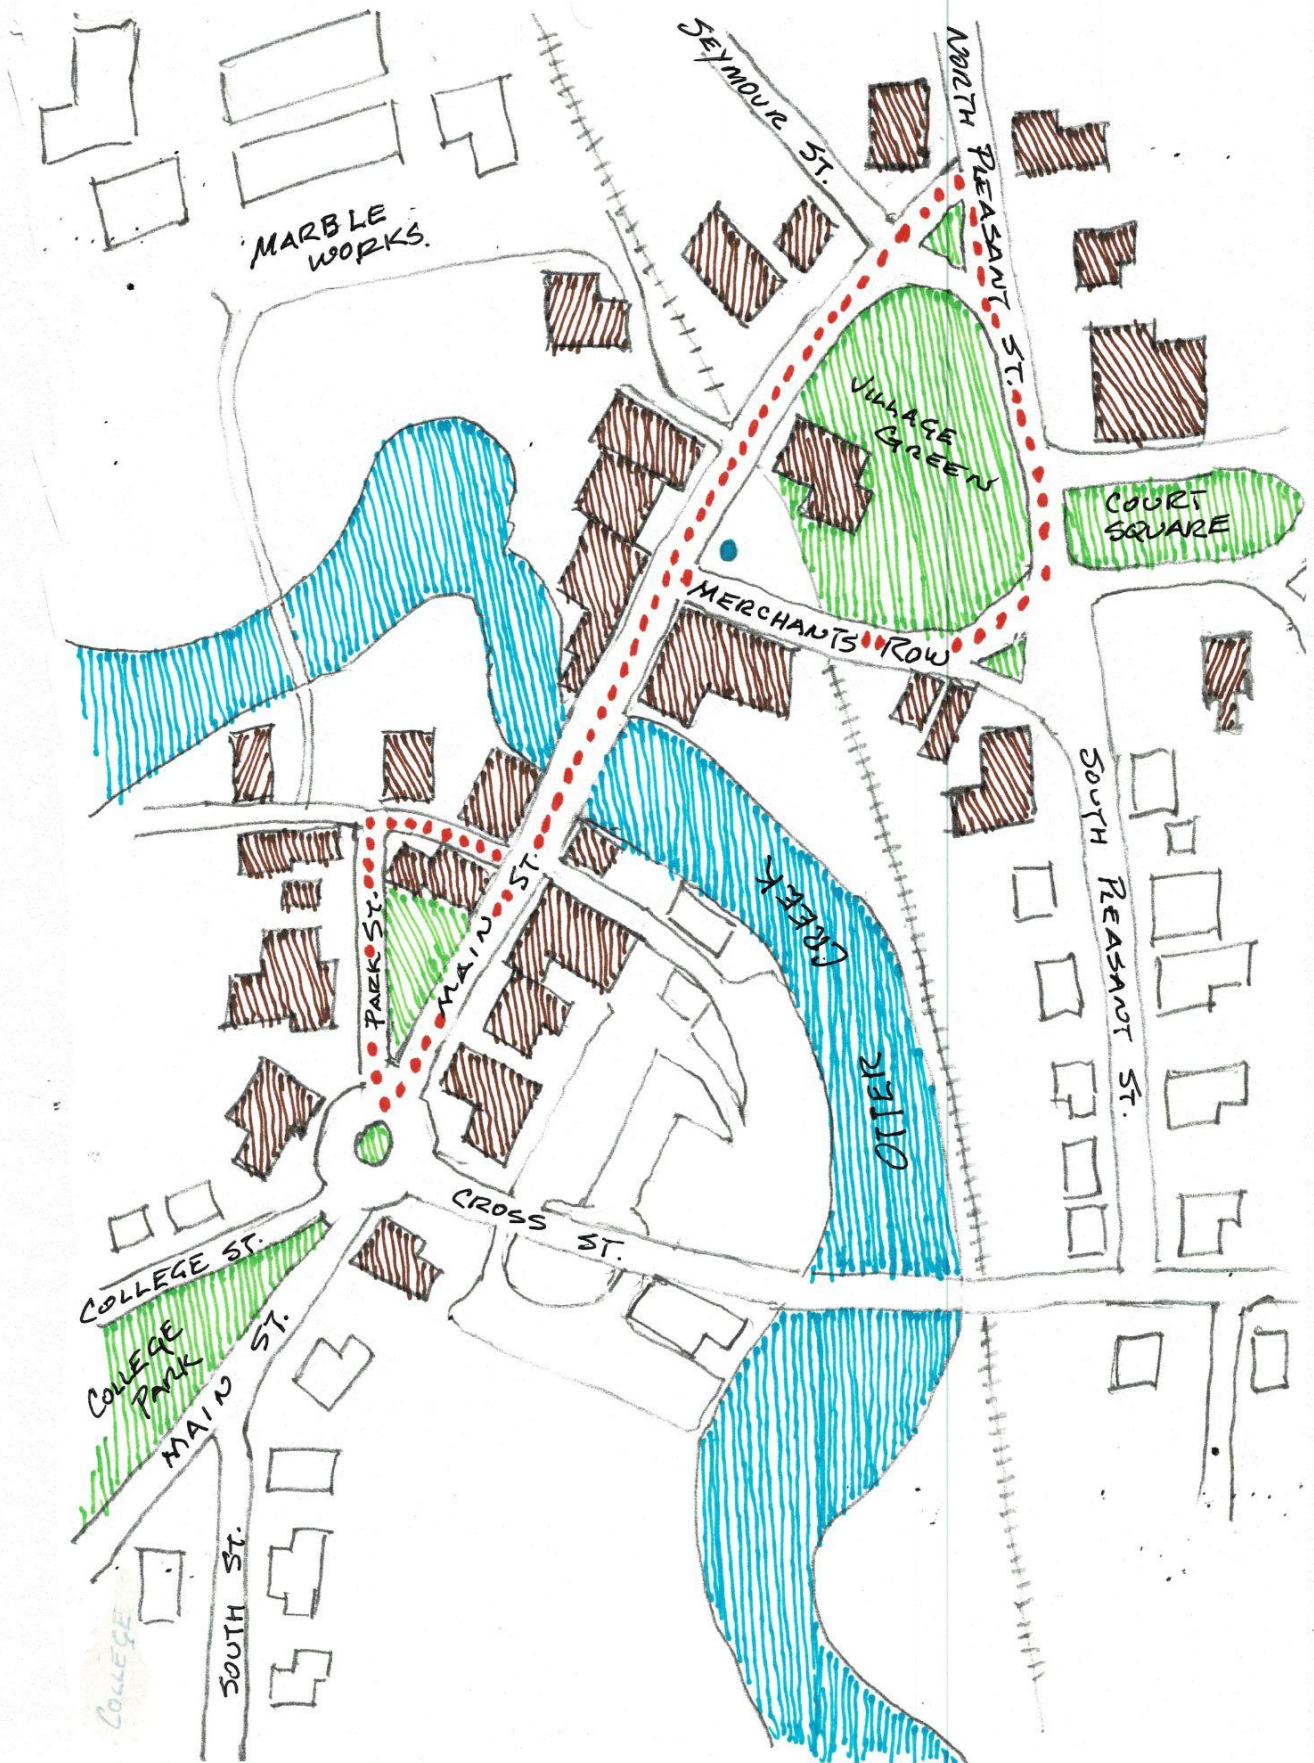 SEYMOUR ST.
NORTH PLEASANT ST.
MARBLE
WORKS.
VILLAGE
GREEN
COURT
SQUARE
MERCHANTS ROW
SOUTH PLEASANT ST.
OTTER
CREEK
PARK ST.
MAIN ST.
CROSS ST.
COLLEGE ST.
COLLEGE
PARK
MAIN ST.
SOUTH ST.
COLLEGE